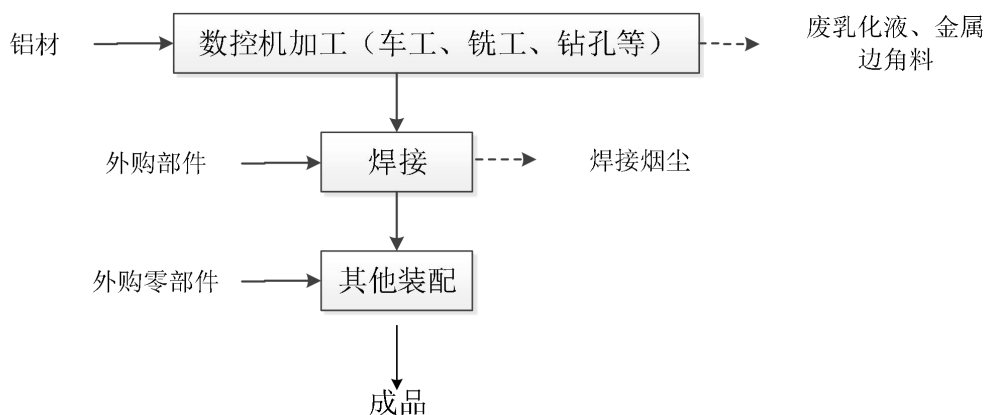 铝材
数控机加工（车工、铣工、钻孔等）
废乳化液、金属
边角料
外购部件
焊接
焊接烟尘
外购零部件
其他装配
成品